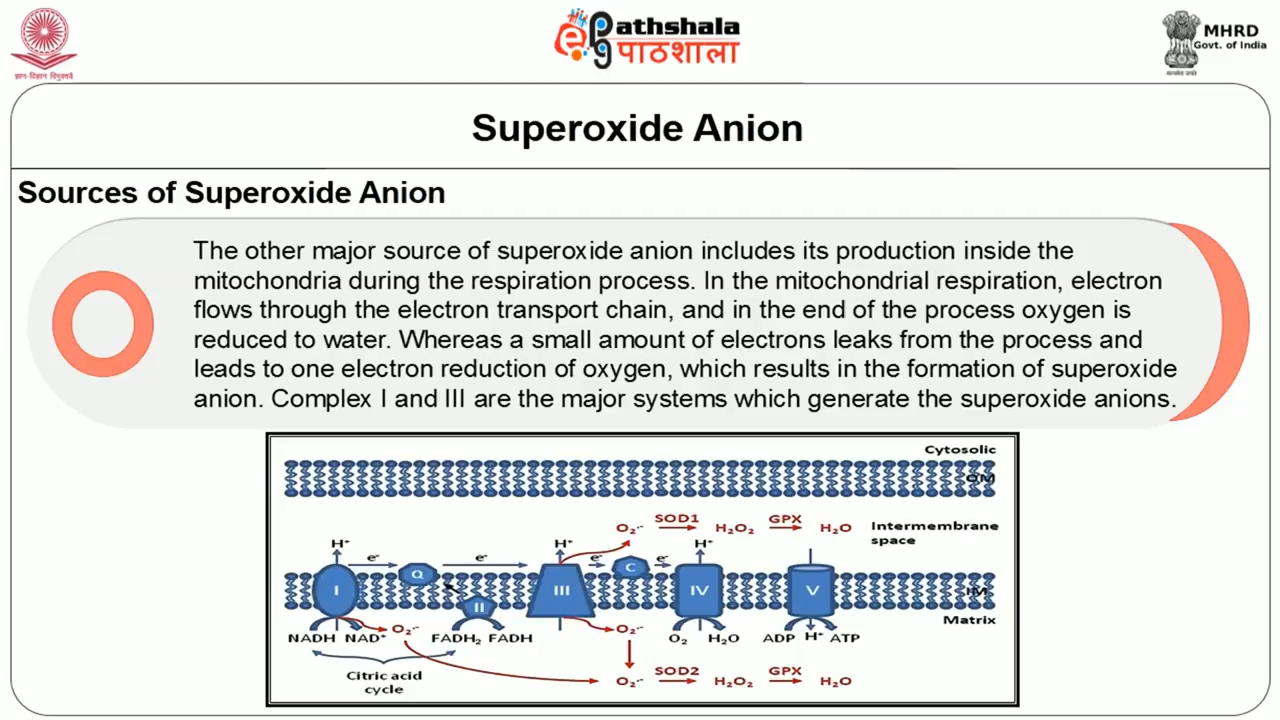 ePG Pathshala
पाठशाला
MHRD
Govt. of India
ज्ञान-विज्ञान विमुक्तये
सत्यमेव जयते
Superoxide Anion
Sources of Superoxide Anion
The other major source of superoxide anion includes its production inside the
mitochondria during the respiration process. In the mitochondrial respiration, electron
flows through the electron transport chain, and in the end of the process oxygen is
reduced to water. Whereas a small amount of electrons leaks from the process and
leads to one electron reduction of oxygen, which results in the formation of superoxide
anion. Complex I and III are the major systems which generate the superoxide anions.
Cytosolic
OM
O₂·⁻ SOD1 H₂O₂ GPX H₂O
Intermembrane
space
H⁺ H⁺ H⁺
e⁻ e⁻ e⁻ e⁻
I Q II III C IV V
IM
Matrix
NADH NAD⁺ O₂·⁻ FADH₂ FADH O₂·⁻ O₂ H₂O ADP H⁺ ATP
Citric acid
cycle
O₂·⁻ SOD2 H₂O₂ GPX H₂O